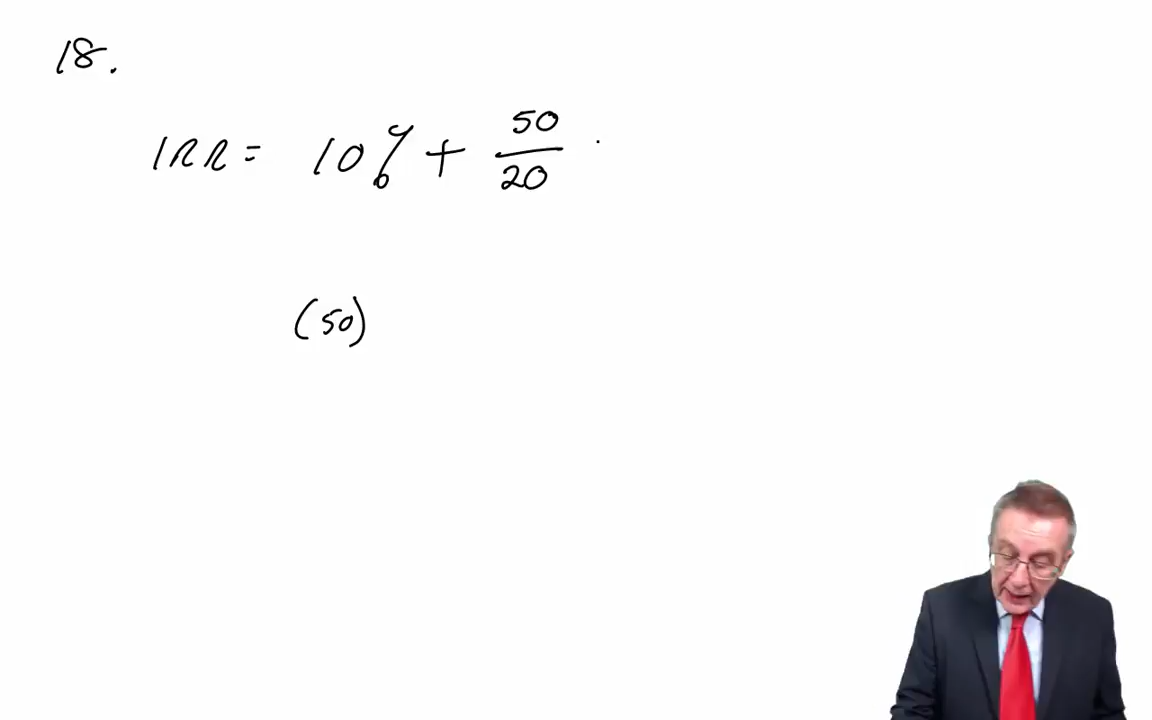 18.
IRR = 10% + 50/20
(50)